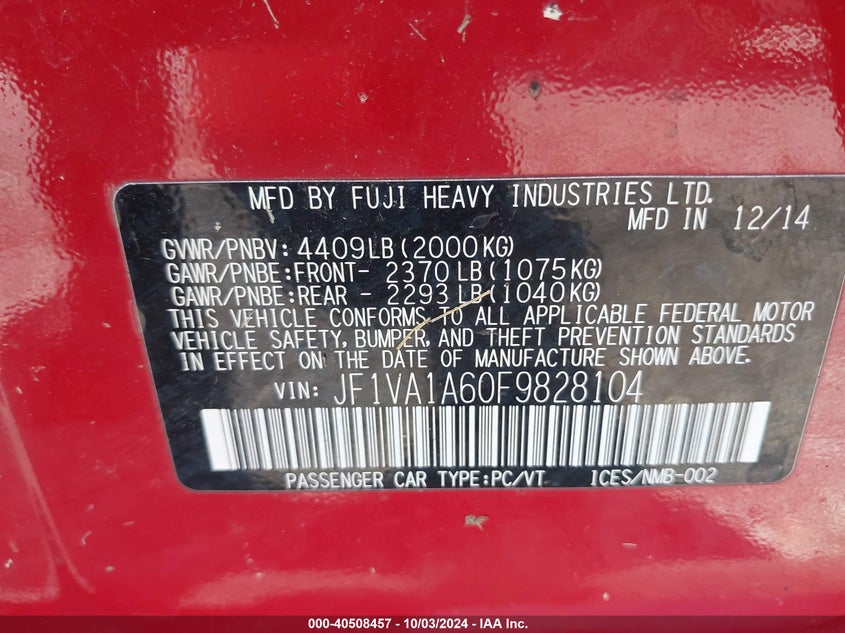 MFD BY FUJI HEAVY INDUSTRIES LTD.
MFD IN 12/14
GVWR/PNBV: 4409LB (2000KG)
GAWR/PNBE:FRONT- 2370 LB (1075KG)
GAWR/PNBE:REAR - 2293 LB (1040KG)
THIS VEHICLE CONFORMS TO ALL APPLICABLE FEDERAL MOTOR
VEHICLE SAFETY, BUMPER, AND THEFT PREVENTION STANDARDS
IN EFFECT ON THE DATE OF MANUFACTURE SHOWN ABOVE.
VIN: JF1VA1A60F9828104
PASSENGER CAR TYPE:PC/VT ICES/NMB-002
000-40508457 - 10/03/2024 - IAA Inc.